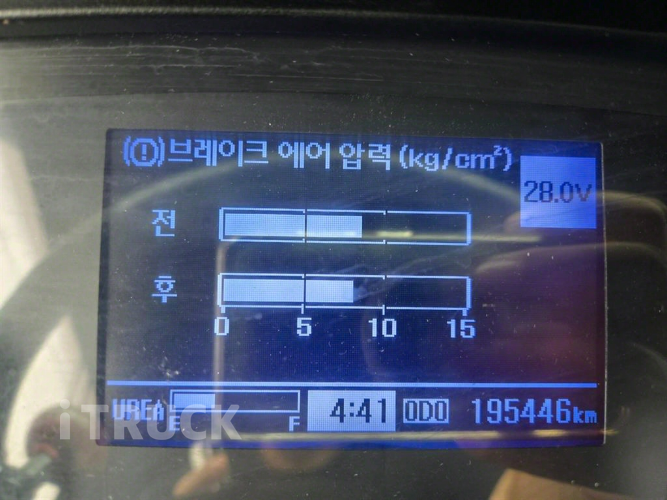 (!) 브레이크 에어 압력 (kg/cm²)
28.0V
전
후
0 5 10 15
UREA E F 4:41 ODO 195446km
iTRUCK